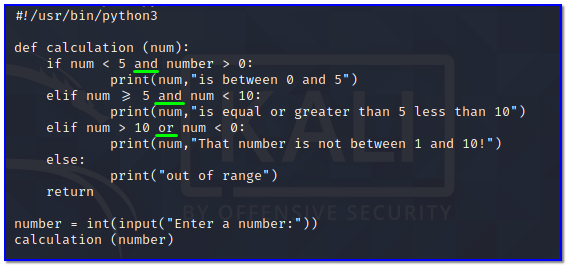 #!/usr/bin/python3
def calculation (num):
    if num < 5 and number > 0:
            print(num,"is between 0 and 5")
    elif num ⩾ 5 and num < 10:
            print(num,"is equal or greater than 5 less than 10")
    elif num > 10 or num < 0:
            print(num,"That number is not between 1 and 10!")
    else:
            print("out of range")
    return
number = int(input("Enter a number:"))
calculation (number)
KALI
BY OFFENSIVE SECURITY